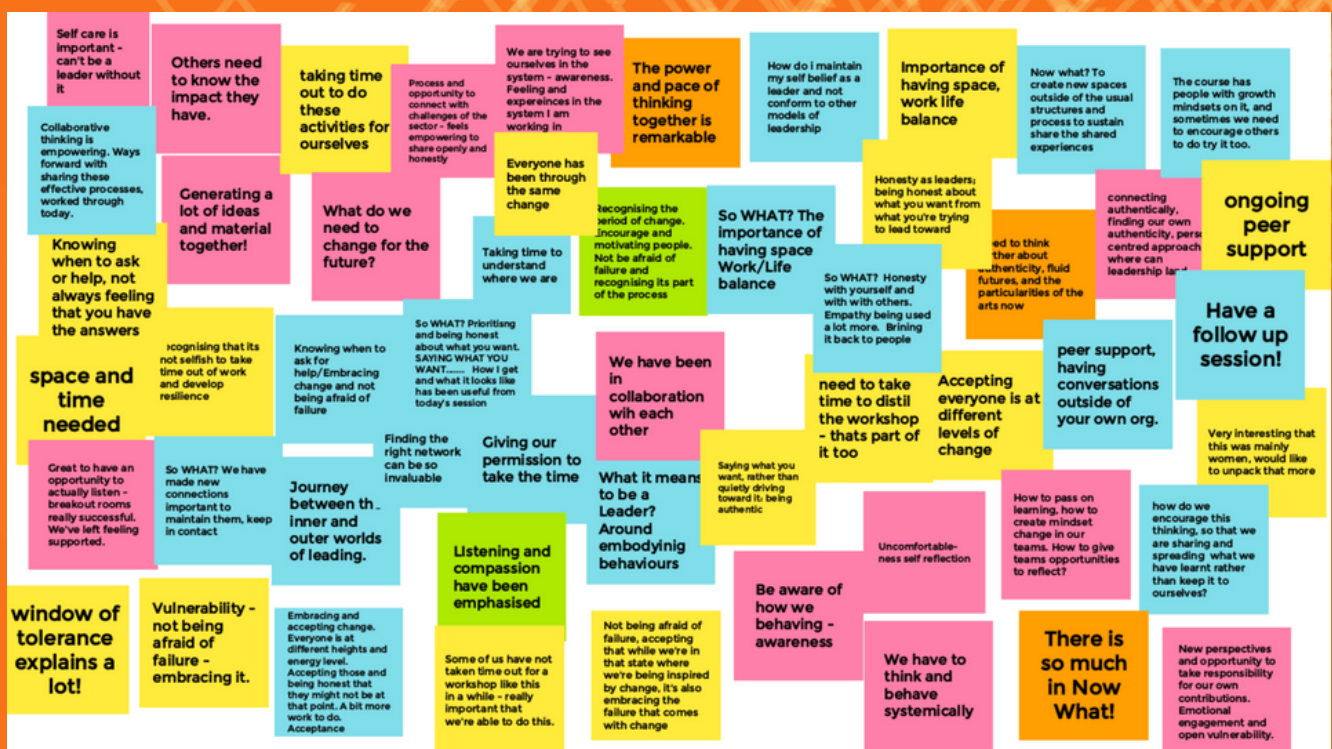 Self care is
important -
can't be a
leader without
it
Others need
to know the
impact they
have.
taking time
out to do
these
activities for
ourselves
Process and
opportunity to
connect with
challenges of the
sector - feels
empowering to
share openly and
honestly
We are trying to see
ourselves in the
system - awareness.
Feeling and
expereinces in the
system I am
working in
The power
and pace of
thinking
together is
remarkable
How do i maintain
my self belief as a
leader and not
conform to other
models of
leadership
Importance of
having space,
work life
balance
Now what? To
create new spaces
outside of the usual
structures and
process to sustain
share the shared
experiences
The course has
people with growth
mindsets on it, and
sometimes we need
to encourage others
to do try it too.
Collaborative
thinking is
empowering. Ways
forward with
sharing these
effective processes,
worked through
today.
Generating a
lot of ideas
and material
together!
What do we
need to
change for the
future?
Everyone has
been through
the same
change
Taking time to
understand
where we are
Recognising the
period of change.
Encourage and
motivating people.
Not be afraid of
failure and
recognising its part
of the process
So WHAT? The
importance of
having space
Work/Life
balance
Honesty as leaders;
being honest about
what you want from
what you're trying
to lead toward
to think
about
authenticity, fluid
futures, and the
particularities of the
arts now
connecting
authentically,
finding our own
authenticity,
centred approach
where can
leadership
ongoing
peer
support
Knowing
when to ask
or help, not
always feeling
that you have
the answers
So WHAT? Honesty
with yourself and
with with others.
Empathy being used
a lot more. Brining
it back to people
Have a
follow up
session!
space and
time
needed
that its
not selfish to take
time out of work
and develop
resilience
Knowing when to
ask for
help/Embracing
change and not
being afraid of
failure
So WHAT? Prioritisng
and being honest
about what you want.
SAYING WHAT YOU
WANT....... How I get
and what it looks like
has been useful from
today's session
We have been
in
collaboration
wih each
other
need to take
time to distil
the workshop
- thats part of
it too
Accepting
everyone is at
different
levels of
change
peer support,
having
conversations
outside of
your own org.
Very interesting that
this was mainly
women, would like
to unpack that more
Great to have an
opportunity to
actually listen -
breakout rooms
really successful.
We've left feeling
supported.
So WHAT? We have
made new
connections
important to
maintain them, keep
in contact
Journey
between
inner and
outer worlds
of leading.
Finding the
right network
can be so
invaluable
Giving our
permission to
take the time
What it means
to be a
Leader?
Around
embodying
behaviours
Saying what you
want, rather than
quietly driving
toward it, being
authentic
Uncomfortable-
ness self reflection
How to pass on
learning, how to
create mindset
change in our
teams. How to give
teams opportunities
to reflect?
how do we
encourage this
thinking, so that we
are sharing and
spreading what we
have learnt rather
than keep it to
ourselves?
Listening and
compassion
have been
emphasised
Be aware of
how we
behaving -
awareness
window of
tolerance
explains a
lot!
Vulnerability -
not being
afraid of
failure -
embracing it.
Embracing and
accepting change.
Everyone is at
different heights and
energy level.
Accepting those and
being honest that
they might not be at
that point. A bit more
work to do.
Acceptance
Some of us have not
taken time out for a
workshop like this
in a while - really
important that
we're able to do this.
Not being afraid of
failure, accepting
that while we're in
that state where
we're being inspired
by change, it's also
embracing the
failure that comes
with change
We have to
think and
behave
systemically
There is
so much
in Now
What!
New perspectives
and opportunity to
take responsibility
for our own
contributions.
Emotional
engagement and
open vulnerability.